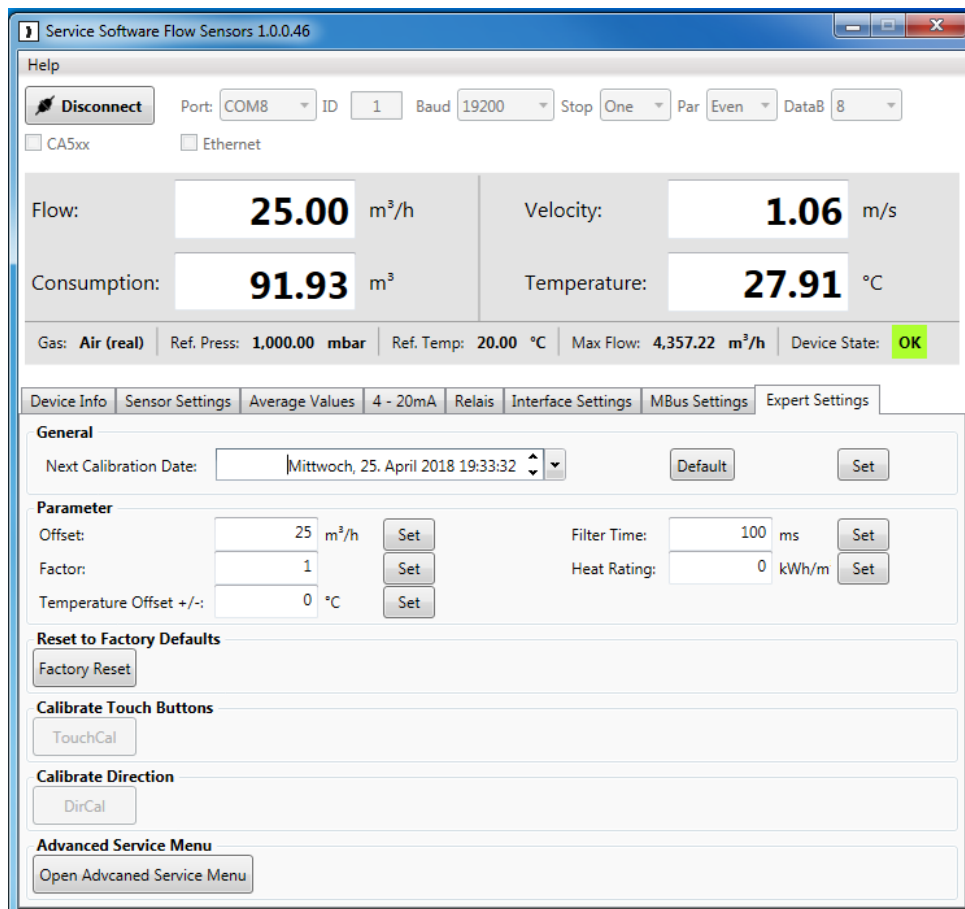 Service Software Flow Sensors 1.0.0.46
Help
Disconnect Port: COM8 ID 1 Baud 19200 Stop One Par Even DataB 8
CA5xx Ethernet
Flow: 25.00 m³/h Velocity: 1.06 m/s
Consumption: 91.93 m³ Temperature: 27.91 °C
Gas: Air (real) Ref. Press: 1,000.00 mbar Ref. Temp: 20.00 °C Max Flow: 4,357.22 m³/h Device State: OK
Device Info Sensor Settings Average Values 4 - 20mA Relais Interface Settings MBus Settings Expert Settings
General
Next Calibration Date: Mittwoch, 25. April 2018 19:33:32 Default Set
Parameter
Offset: 25 m³/h Set Filter Time: 100 ms Set
Factor: 1 Set Heat Rating: 0 kWh/m Set
Temperature Offset +/-: 0 °C Set
Reset to Factory Defaults
Factory Reset
Calibrate Touch Buttons
TouchCal
Calibrate Direction
DirCal
Advanced Service Menu
Open Advcaned Service Menu